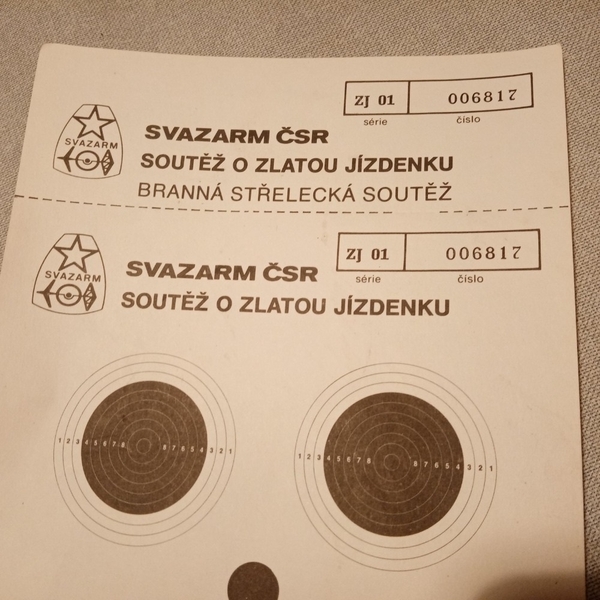 ZJ 01 006817
série číslo
SVAZARM
SVAZARM ČSR
SOUTĚŽ O ZLATOU JÍZDENKU
BRANNÁ STŘELECKÁ SOUTĚŽ
ZJ 01 006817
série číslo
SVAZARM
SVAZARM ČSR
SOUTĚŽ O ZLATOU JÍZDENKU
1 2 3 4 5 6 7 8 8 7 6 5 4 3 2 1
1 2 3 4 5 6 7 8 8 7 6 5 4 3 2 1